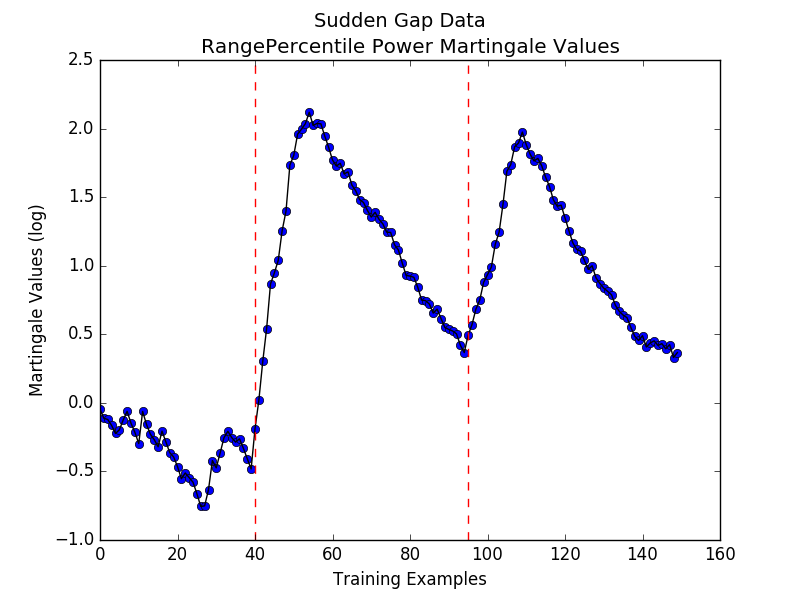 Sudden Gap Data
RangePercentile Power Martingale Values
2.5
2.0
1.5
1.0
0.5
0.0
−0.5
−1.0
Martingale Values (log)
0 20 40 60 80 100 120 140 160
Training Examples